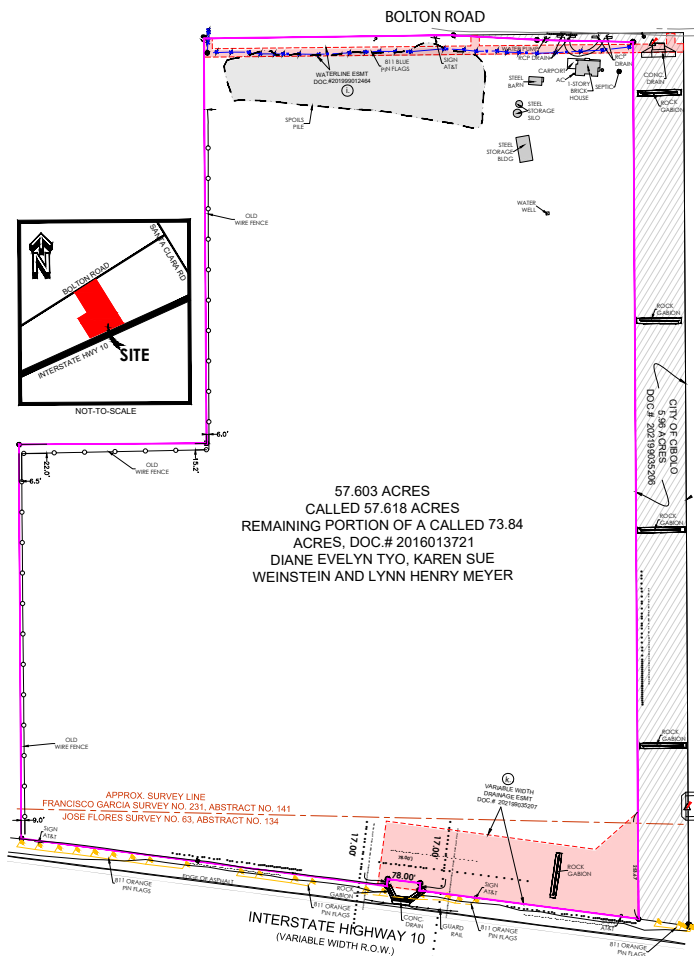 BOLTON ROAD
811 BLUE
PIN FLAGS
SIGN
AT&T
RCP DRAIN
CARPORT
AC
1-STORY
BRICK
HOUSE
SEPTIC
RCP
DRAIN
CONC.
DRAIN
WATERLINE ESMT
DOC.#201999012484
STEEL
BARN
ROCK
GABION
STEEL
STORAGE
SILO
SPOILS
PILE
STEEL
STORAGE
BLDG
WATER
WELL
OLD
WIRE FENCE
SANTA CLARA RD
BOLTON ROAD
N
SITE
INTERSTATE HWY 10
NOT-TO-SCALE
ROCK
GABION
CITY OF CIBOLO
5.96 ACRES
DOC.# 202199035206
6.0'
15.2'
22.0'
6.5'
OLD
WIRE FENCE
57.603 ACRES
CALLED 57.618 ACRES
REMAINING PORTION OF A CALLED 73.84
ACRES, DOC.# 2016013721
DIANE EVELYN TYO, KAREN SUE
WEINSTEIN AND LYNN HENRY MEYER
ROCK
GABION
ROCK
GABION
OLD
WIRE FENCE
k
VARIABLE WIDTH
DRAINAGE ESMT
DOC.# 202199035207
APPROX. SURVEY LINE
FRANCISCO GARCIA SURVEY NO. 231, ABSTRACT NO. 141
JOSE FLORES SURVEY NO. 63, ABSTRACT NO. 134
9.0'
SIGN
AT&T
17.00'
17.00'
78.00'
ROCK
GABION
SIGN
AT&T
811 ORANGE
PIN FLAGS
EDGE OF ASPHALT
811 ORANGE
PIN FLAGS
ROCK
GABION
CONC.
DRAIN
GUARD
RAIL
811 ORANGE
PIN FLAGS
AT&T
811 ORANGE
PIN FLAGS
INTERSTATE HIGHWAY 10
(VARIABLE WIDTH R.O.W.)